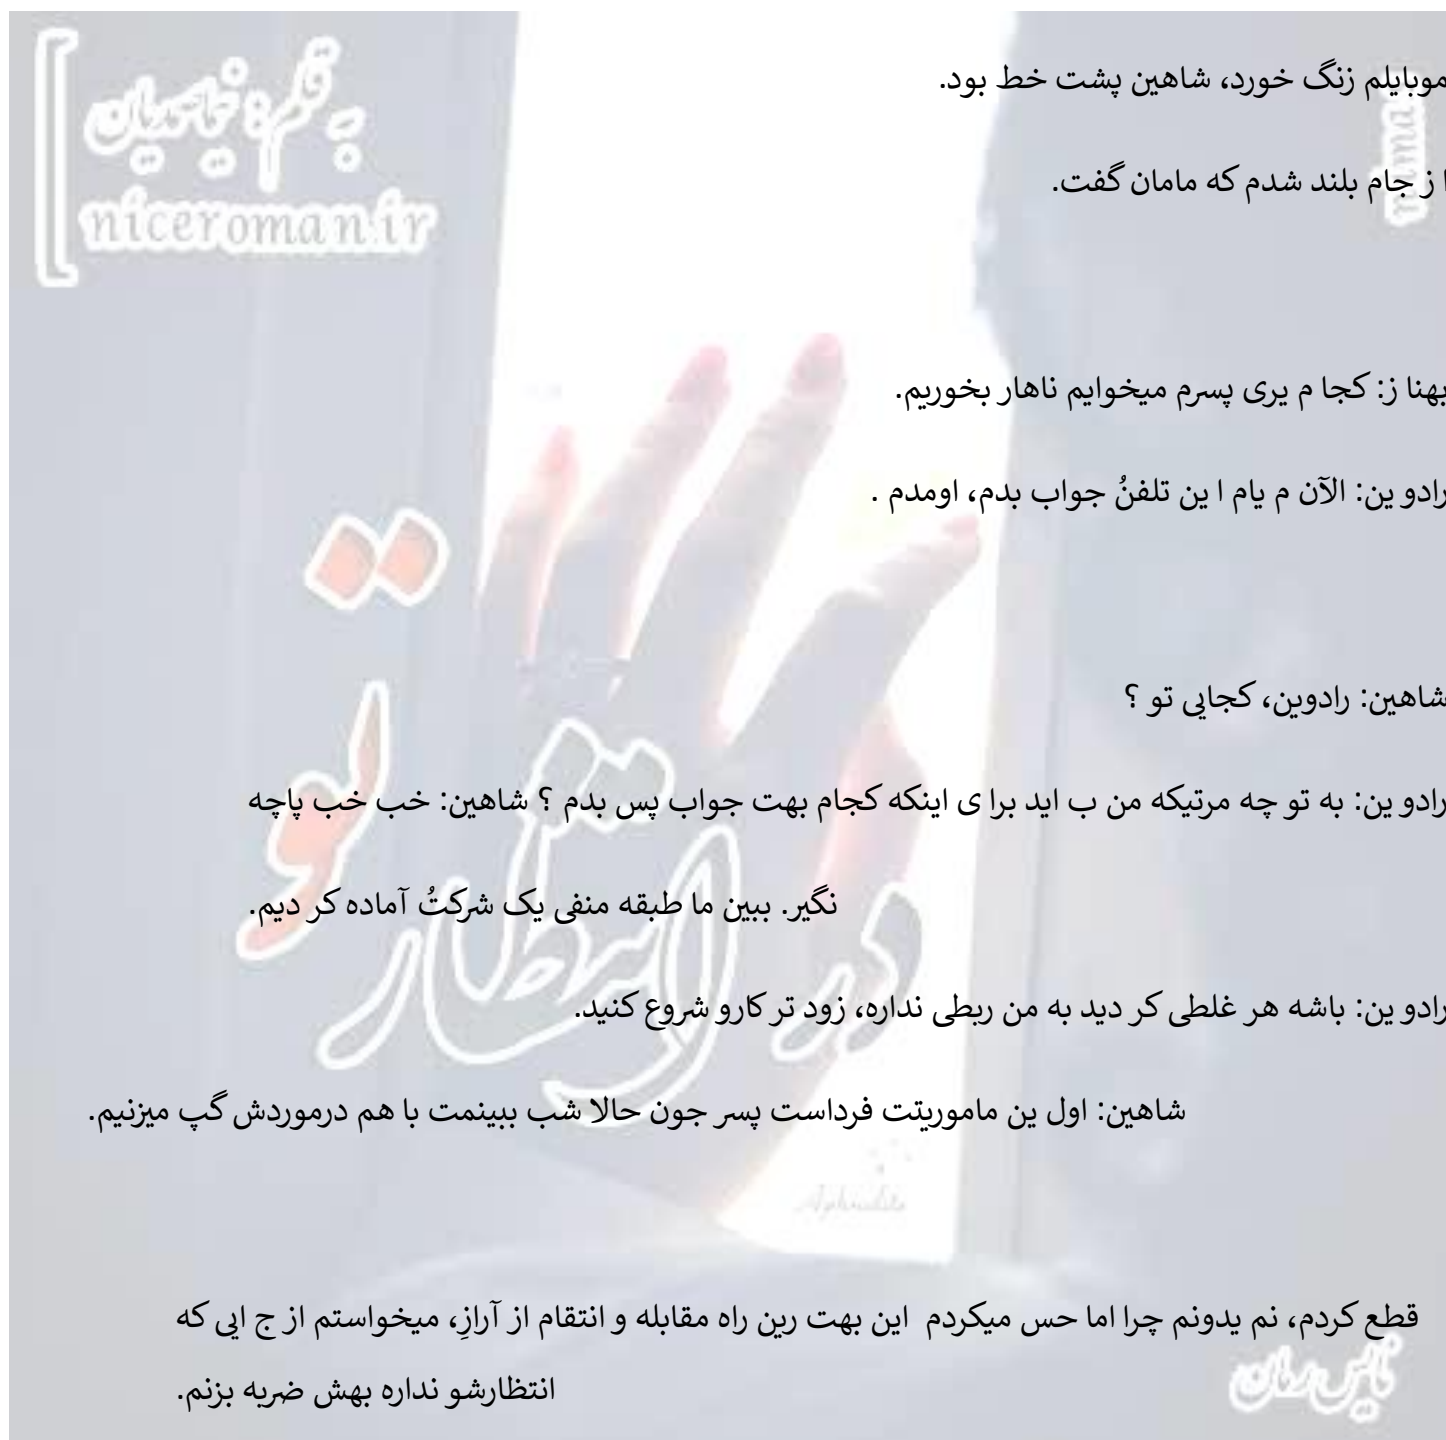 موبایلم زنگ خورد، شاهین پشت خط بود.
ا ز جام بلند شدم که مامان گفت.
بهنا ز: کجا م یری پسرم میخوایم ناهار بخوریم.
رادو ین: الآن م یام ا ین تلفنُ جواب بدم، اومدم .
شاهین: رادوین، کجایی تو ؟
رادو ین: به تو چه مرتیکه من ب اید برا ی اینکه کجام بهت جواب پس بدم ؟ شاهین: خب خب پاچه
نگیر. ببین ما طبقه منفی یک شرکتُ آماده کر دیم.
رادو ین: باشه هر غلطی کر دید به من ربطی نداره، زود تر کارو شروع کنید.
شاهین: اول ین ماموریتت فرداست پسر جون حالا شب ببینمت با هم درموردش گپ میزنیم.
قطع کردم، نم یدونم چرا اما حس میکردم این بهت رین راه مقابله و انتقام از آرازِ، میخواستم از ج ایی که
انتظارشو نداره بهش ضربه بزنم.
به قلم:
niceroman.ir
در انتظار تو
Aphrodite
نایس رمان